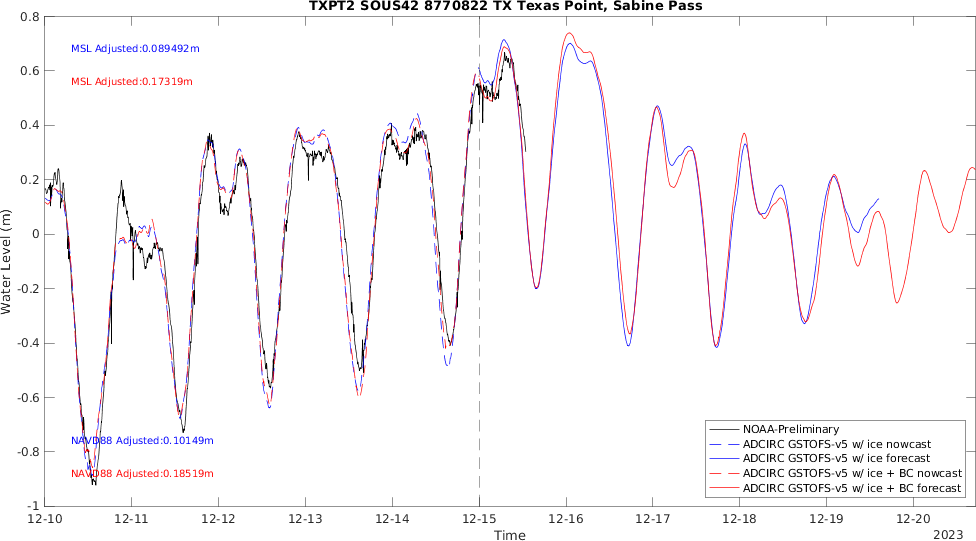 TXPT2 SOUS42 8770822 TX Texas Point, Sabine Pass
0.8
0.6
0.4
0.2
0
-0.2
-0.4
-0.6
-0.8
-1
Water Level (m)
MSL Adjusted:0.089492m
MSL Adjusted:0.17319m
NAVD88 Adjusted:0.10149m
NAVD88 Adjusted:0.18519m
NOAA-Preliminary
ADCIRC GSTOFS-v5 w/ ice nowcast
ADCIRC GSTOFS-v5 w/ ice forecast
ADCIRC GSTOFS-v5 w/ ice + BC nowcast
ADCIRC GSTOFS-v5 w/ ice + BC forecast
12-10 12-11 12-12 12-13 12-14 12-15 12-16 12-17 12-18 12-19 12-20
Time
2023